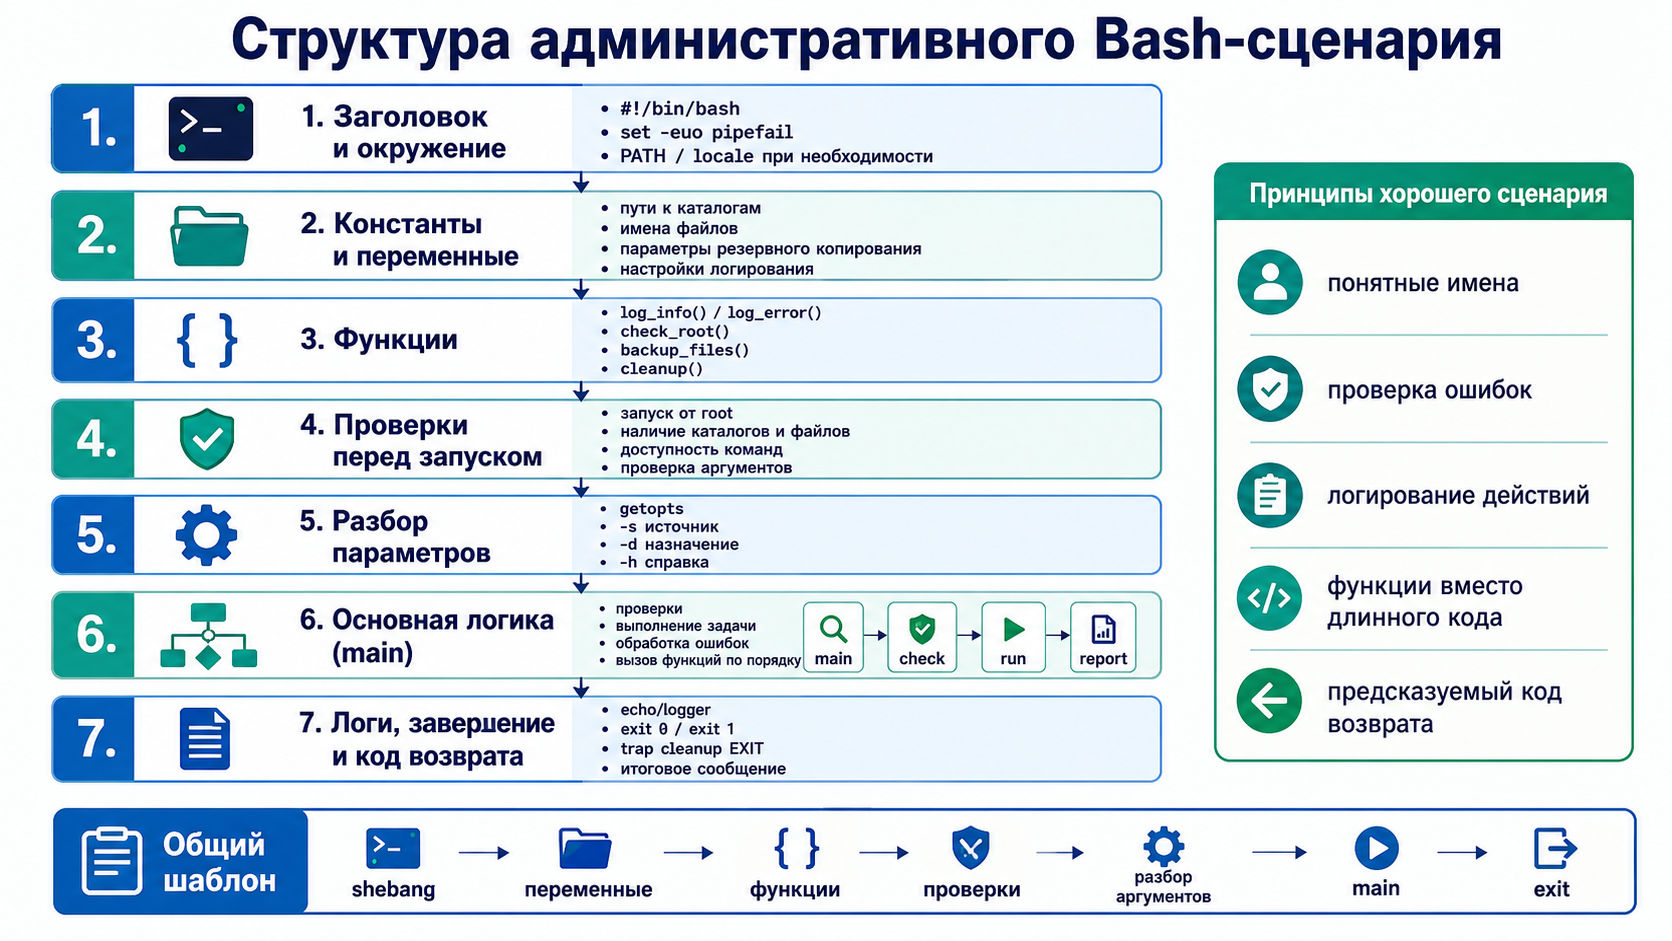 Структура административного Bash-сценария
1.
1. Заголовок
и окружение
• #!/bin/bash
• set -euo pipefail
• PATH / locale при необходимости
2.
2. Константы
и переменные
• пути к каталогам
• имена файлов
• параметры резервного копирования
• настройки логирования
3.
{ }
3. Функции
• log_info() / log_error()
• check_root()
• backup_files()
• cleanup()
4.
4. Проверки
перед запуском
• запуск от root
• наличие каталогов и файлов
• доступность команд
• проверка аргументов
5.
5. Разбор
параметров
• getopts
• -s источник
• -d назначение
• -h справка
6.
6. Основная логика
(main)
• проверки
• выполнение задачи
• обработка ошибок
• вызов функций по порядку
main
check
run
report
7.
7. Логи, завершение
и код возврата
• echo/logger
• exit 0 / exit 1
• trap cleanup EXIT
• итоговое сообщение
Принципы хорошего сценария
понятные имена
проверка ошибок
логирование действий
функции вместо
длинного кода
предсказуемый код
возврата
Общий
шаблон
shebang
переменные
функции
проверки
разбор
аргументов
main
exit